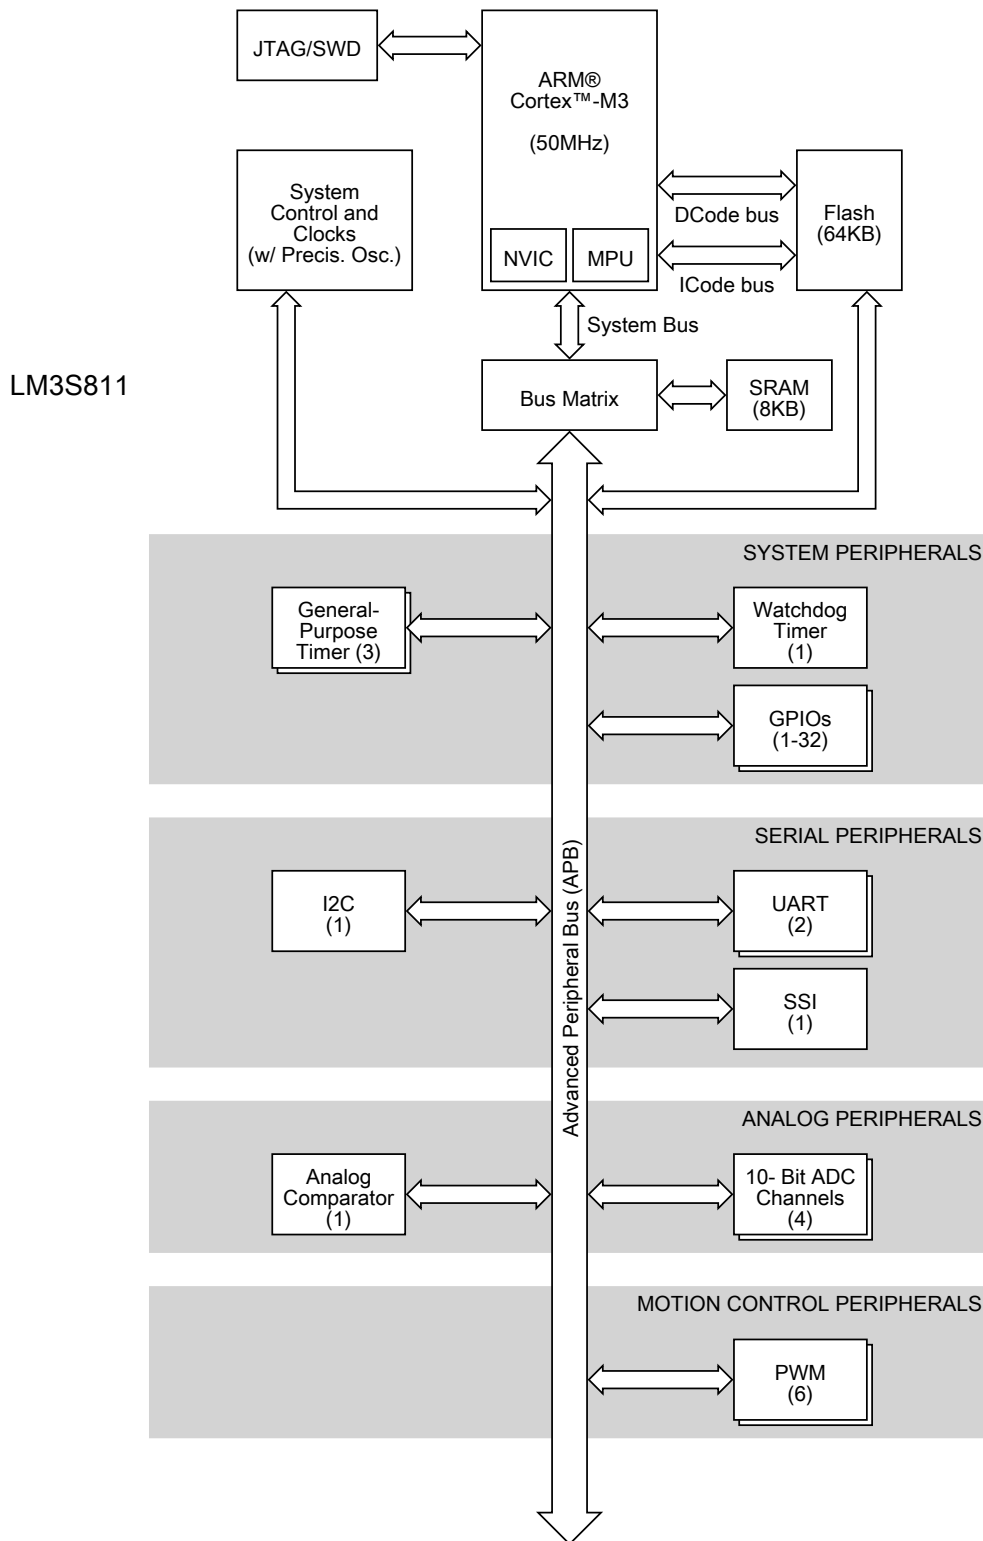 JTAG/SWD
ARM®
Cortex™-M3
(50MHz)
System
Control and
Clocks
(w/ Precis. Osc.)
DCode bus
Flash
(64KB)
NVIC
MPU
ICode bus
System Bus
LM3S811
Bus Matrix
SRAM
(8KB)
SYSTEM PERIPHERALS
General-
Purpose
Timer (3)
Watchdog
Timer
(1)
GPIOs
(1-32)
Advanced Peripheral Bus (APB)
SERIAL PERIPHERALS
I2C
(1)
UART
(2)
SSI
(1)
ANALOG PERIPHERALS
Analog
Comparator
(1)
10- Bit ADC
Channels
(4)
MOTION CONTROL PERIPHERALS
PWM
(6)